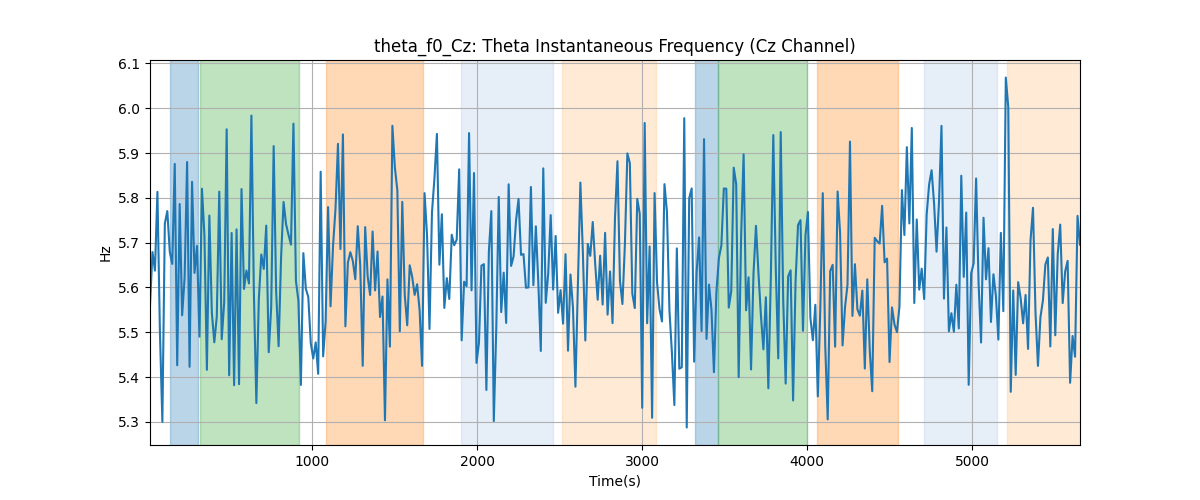 theta_f0_Cz: Theta Instantaneous Frequency (Cz Channel)
6.1
6.0
5.9
5.8
5.7
5.6
5.5
5.4
5.3
Hz
1000 2000 3000 4000 5000
Time(s)